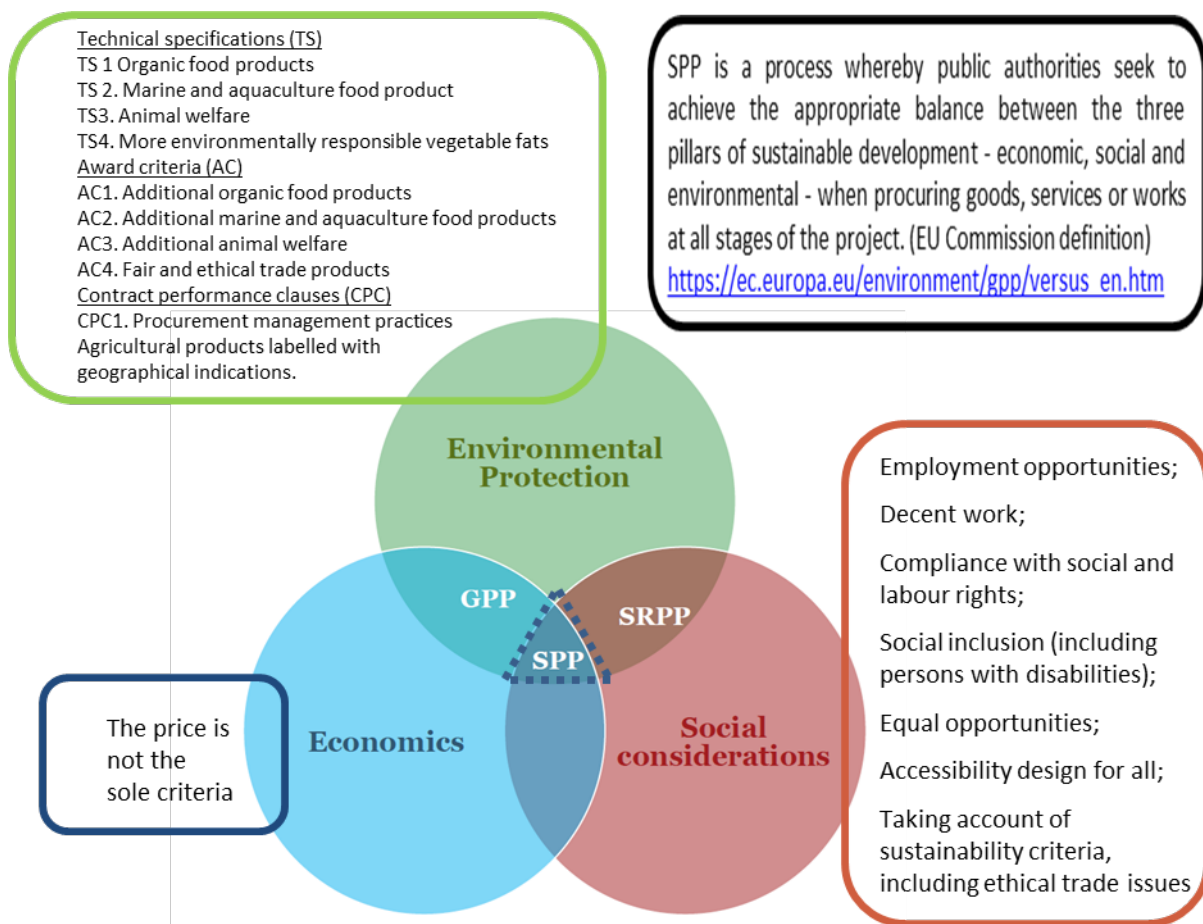 Technical specifications (TS)
TS 1 Organic food products
TS 2. Marine and aquaculture food product
TS3. Animal welfare
TS4. More environmentally responsible vegetable fats
Award criteria (AC)
AC1. Additional organic food products
AC2. Additional marine and aquaculture food products
AC3. Additional animal welfare
AC4. Fair and ethical trade products
Contract performance clauses (CPC)
CPC1. Procurement management practices
Agricultural products labelled with
geographical indications.
SPP is a process whereby public authorities seek to
achieve the appropriate balance between the three
pillars of sustainable development - economic, social and
environmental - when procuring goods, services or works
at all stages of the project. (EU Commission definition)
https://ec.europa.eu/environment/gpp/versus_en.htm
Environmental
Protection
GPP
SRPP
SPP
Economics
Social
considerations
The price is
not the
sole criteria
Employment opportunities;
Decent work;
Compliance with social and
labour rights;
Social inclusion (including
persons with disabilities);
Equal opportunities;
Accessibility design for all;
Taking account of
sustainability criteria,
including ethical trade issues